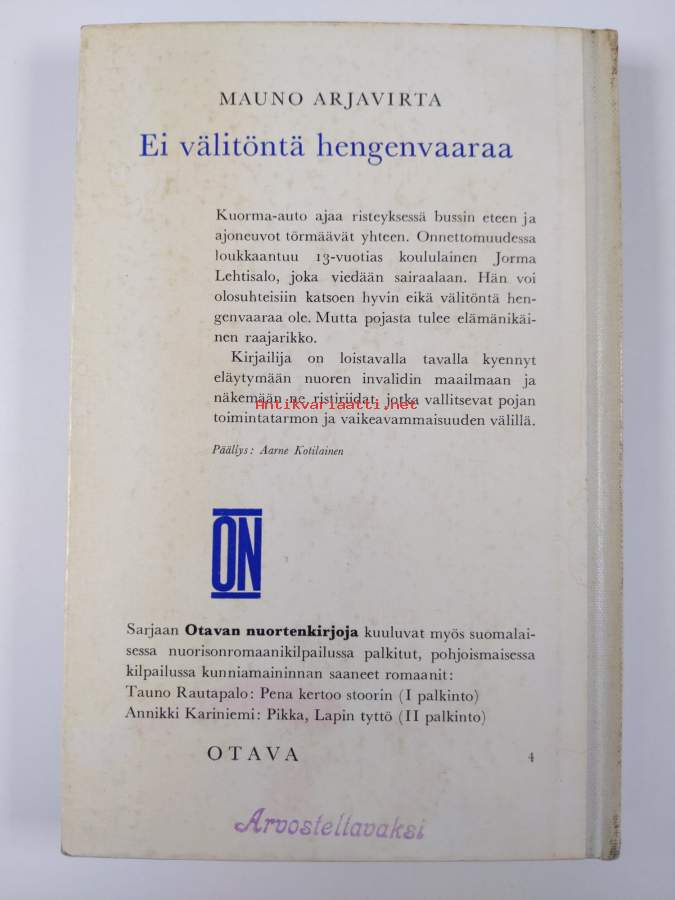 MAUNO ARJAVIRTA
Ei välitöntä hengenvaaraa
Kuorma-auto ajaa risteyksessä bussin eteen ja
ajoneuvot törmäävät yhteen. Onnettomuudessa
loukkaantuu 13-vuotias koululainen Jorma
Lehtisalo, joka viedään sairaalaan. Hän voi
olosuhteisiin katsoen hyvin eikä välitöntä hen-
genvaaraa ole. Mutta pojasta tulee elämänikäi-
nen raajarikko.
Kirjailija on loistavalla tavalla kyennyt
eläytymään nuoren invalidin maailmaan ja
näkemään ne ristiriidat, jotka vallitsevat pojan
Antikvariaatti.net
toimintatarmon ja vaikeavammaisuuden välillä.
Päällys: Aarne Kotilainen
ON
Sarjaan Otavan nuortenkirjoja kuuluvat myös suomalai-
sessa nuorisonromaanikilpailussa palkitut, pohjoismaisessa
kilpailussa kunniamaininnan saaneet romaanit:
Tauno Rautapalo: Pena kertoo stoorin (I palkinto)
Annikki Kariniemi: Pikka, Lapin tyttö (II palkinto)
OTAVA 4
Arvosteltavaksi